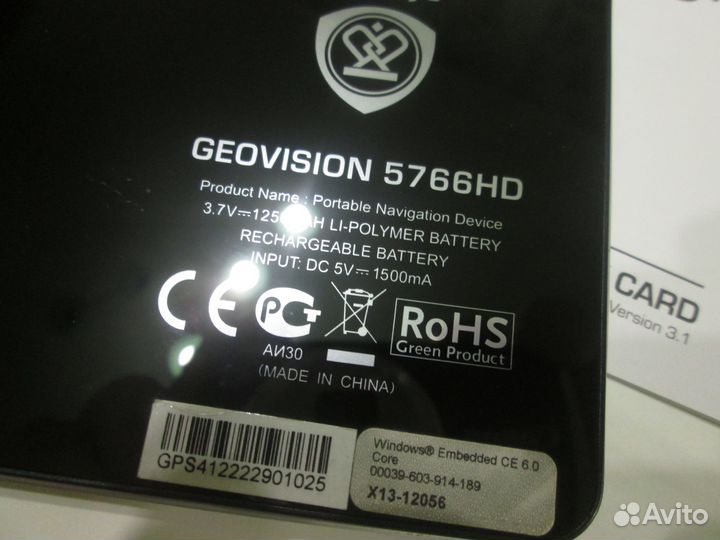 GEOVISION 5766HD
Product Name : Portable Navigation Device
3.7V⎓125 AH LI-POLYMER BATTERY
RECHARGEABLE BATTERY
INPUT: DC 5V⎓1500mA
CE PCT RoHS
Green Product
АИ30
(MADE IN CHINA)
GPS412222901025
Windows® Embedded CE 6.0
Core
00039-603-914-189
X13-12056
CARD
Version 3.1
Avito